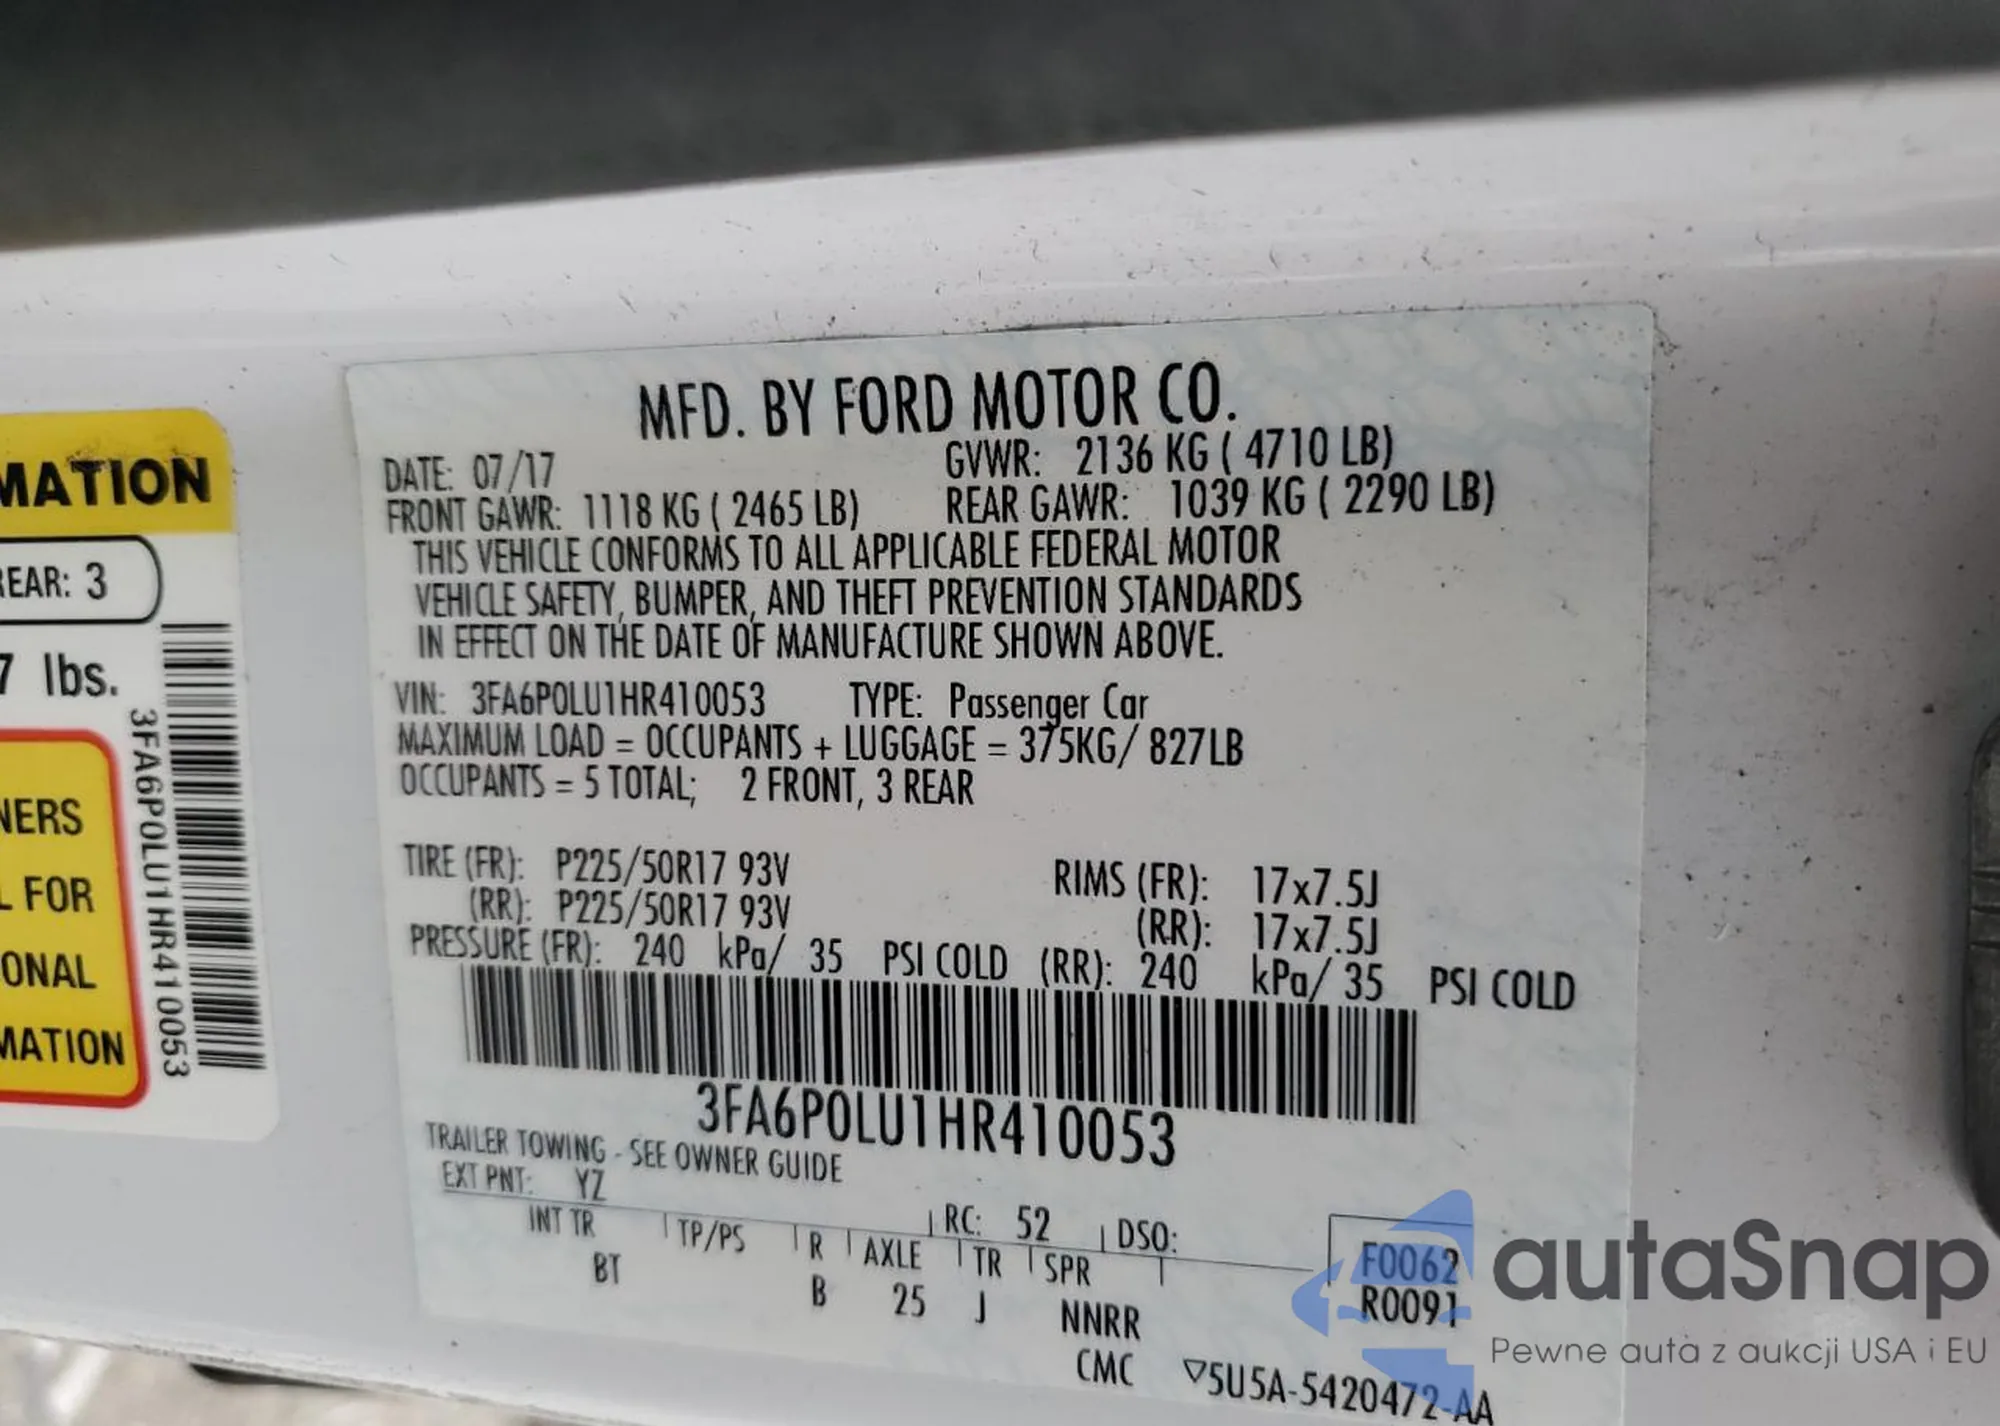 MATION
REAR: 3
7 lbs.
NERS
L FOR
ONAL
MATION
3FA6P0LU1HR410053
MFD. BY FORD MOTOR CO.
DATE: 07/17 GVWR: 2136 KG ( 4710 LB)
FRONT GAWR: 1118 KG ( 2465 LB) REAR GAWR: 1039 KG ( 2290 LB)
THIS VEHICLE CONFORMS TO ALL APPLICABLE FEDERAL MOTOR
VEHICLE SAFETY, BUMPER, AND THEFT PREVENTION STANDARDS
IN EFFECT ON THE DATE OF MANUFACTURE SHOWN ABOVE.
VIN: 3FA6P0LU1HR410053 TYPE: Passenger Car
MAXIMUM LOAD = OCCUPANTS + LUGGAGE = 375KG/ 827LB
OCCUPANTS = 5 TOTAL; 2 FRONT, 3 REAR
TIRE (FR): P225/50R17 93V RIMS (FR): 17x7.5J
(RR): P225/50R17 93V (RR): 17x7.5J
PRESSURE (FR): 240 kPa/ 35 PSI COLD (RR): 240 kPa/ 35 PSI COLD
3FA6P0LU1HR410053
TRAILER TOWING - SEE OWNER GUIDE
EXT PNT: YZ RC: 52 DSO:
INT TR TP/PS R AXLE TR SPR
BT B 25 J NNRR
F0062
R0091
CMC ▽5U5A-5420472-AA
autaSnap
Pewne auta z aukcji USA i EU